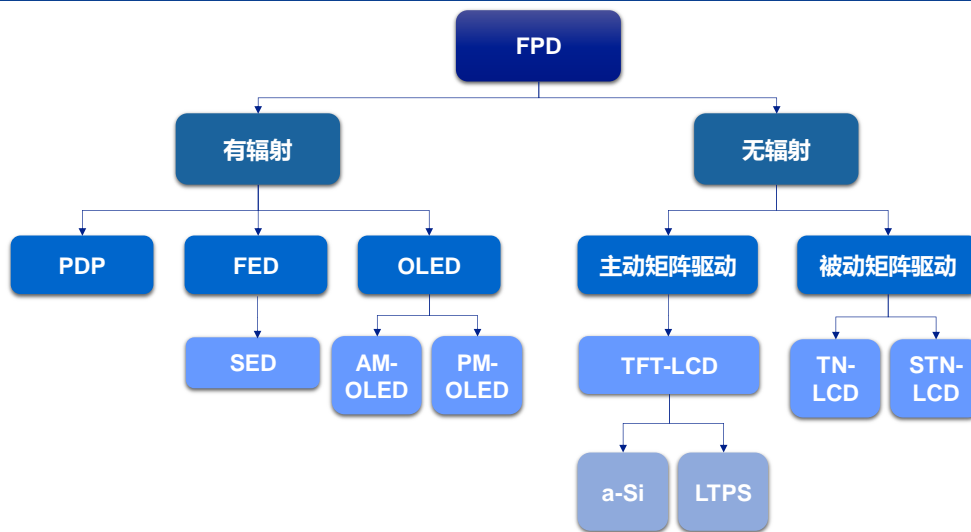 FPD
有辐射
无辐射
PDP
FED
OLED
主动矩阵驱动
被动矩阵驱动
SED
AM-
OLED
PM-
OLED
TFT-LCD
TN-
LCD
STN-
LCD
a-Si
LTPS